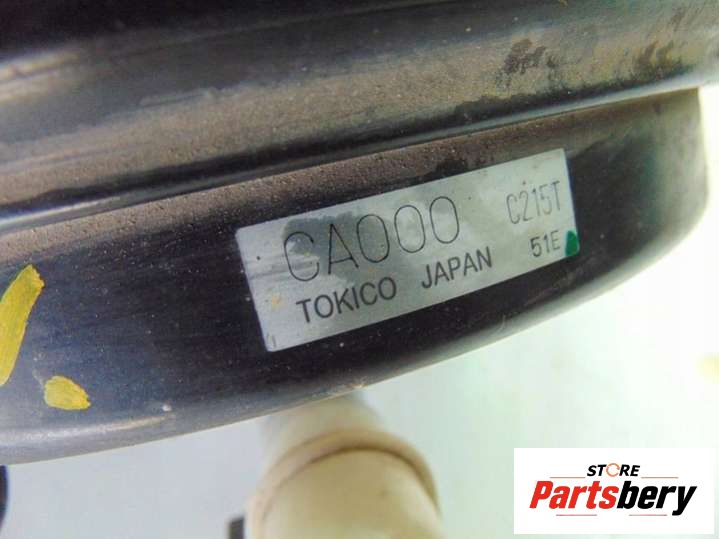 CA000 C215T
TOKICO JAPAN 51E
STORE
Partsbery